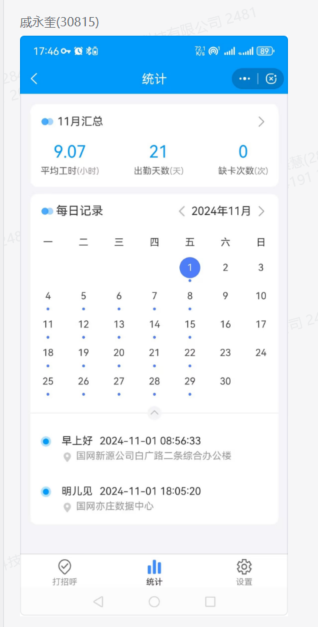 戚永奎(30815)
17:46
89
统计
11月汇总
9.07 21 0
平均工时(小时) 出勤天数(天) 缺卡次数(次)
每日记录 2024年11月
一 二 三 四 五 六 日
1 2 3
4 5 6 7 8 9 10
11 12 13 14 15 16 17
18 19 20 21 22 23 24
25 26 27 28 29 30
早上好 2024-11-01 08:56:33
国网新源公司白广路二条综合办公楼
明儿见 2024-11-01 18:05:20
国网亦庄数据中心
打招呼 统计 设置